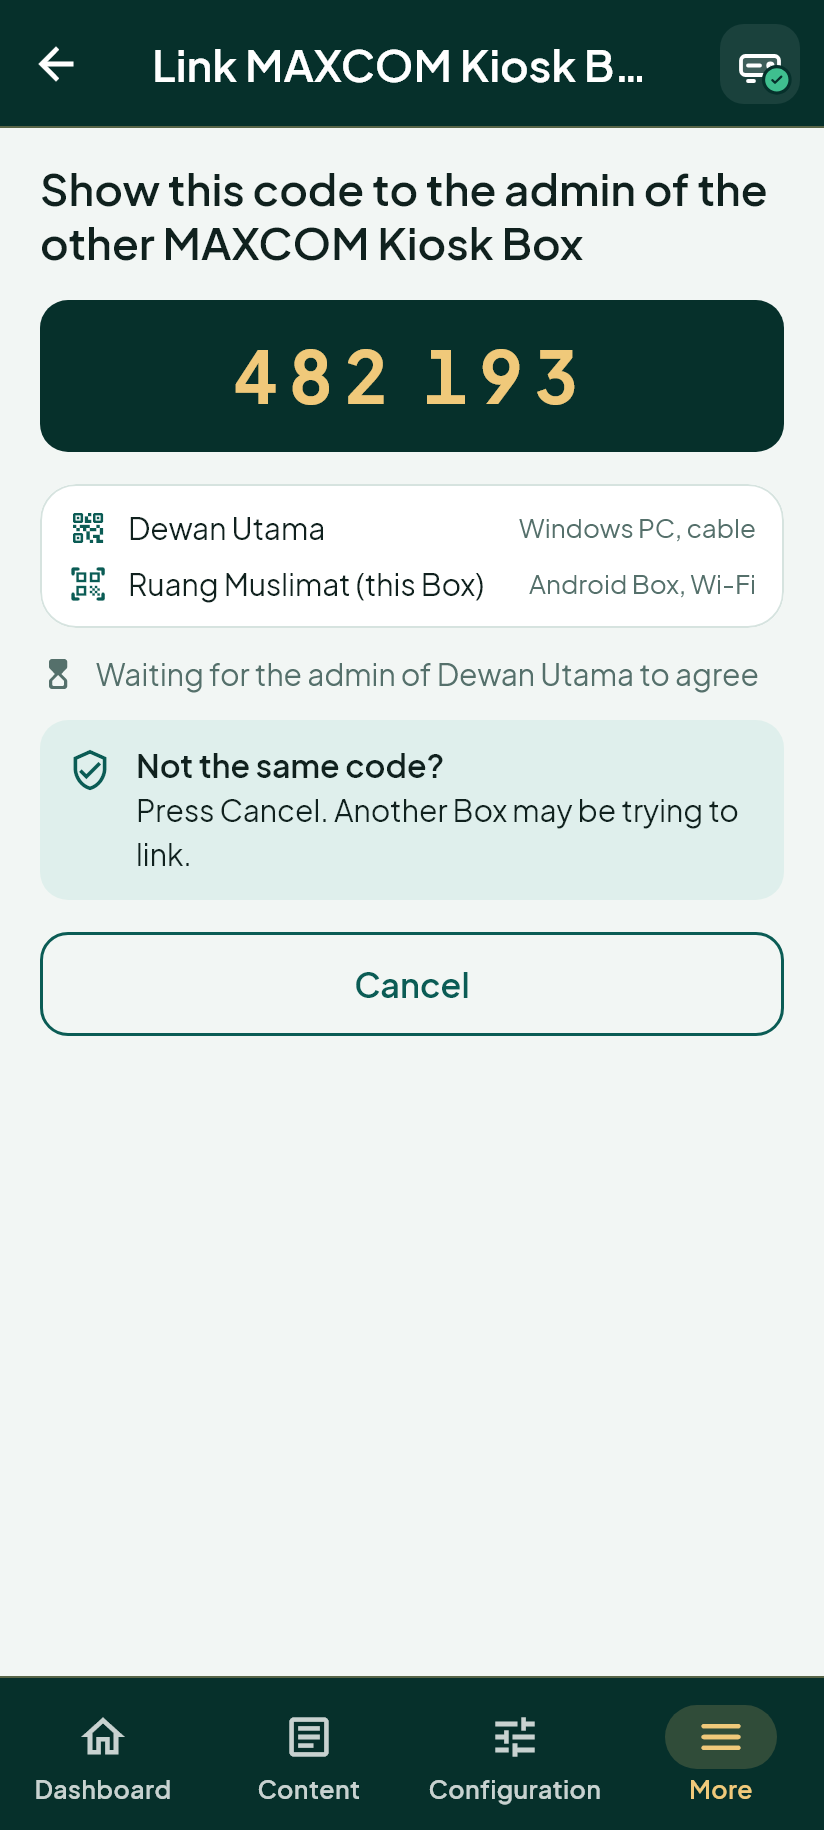 Link MAXCOM Kiosk B...
Show this code to the admin of the
other MAXCOM Kiosk Box
482 193
Dewan Utama Windows PC, cable
Ruang Muslimat (this Box) Android Box, Wi-Fi
Waiting for the admin of Dewan Utama to agree
Not the same code?
Press Cancel. Another Box may be trying to
link.
Cancel
Dashboard Content Configuration More